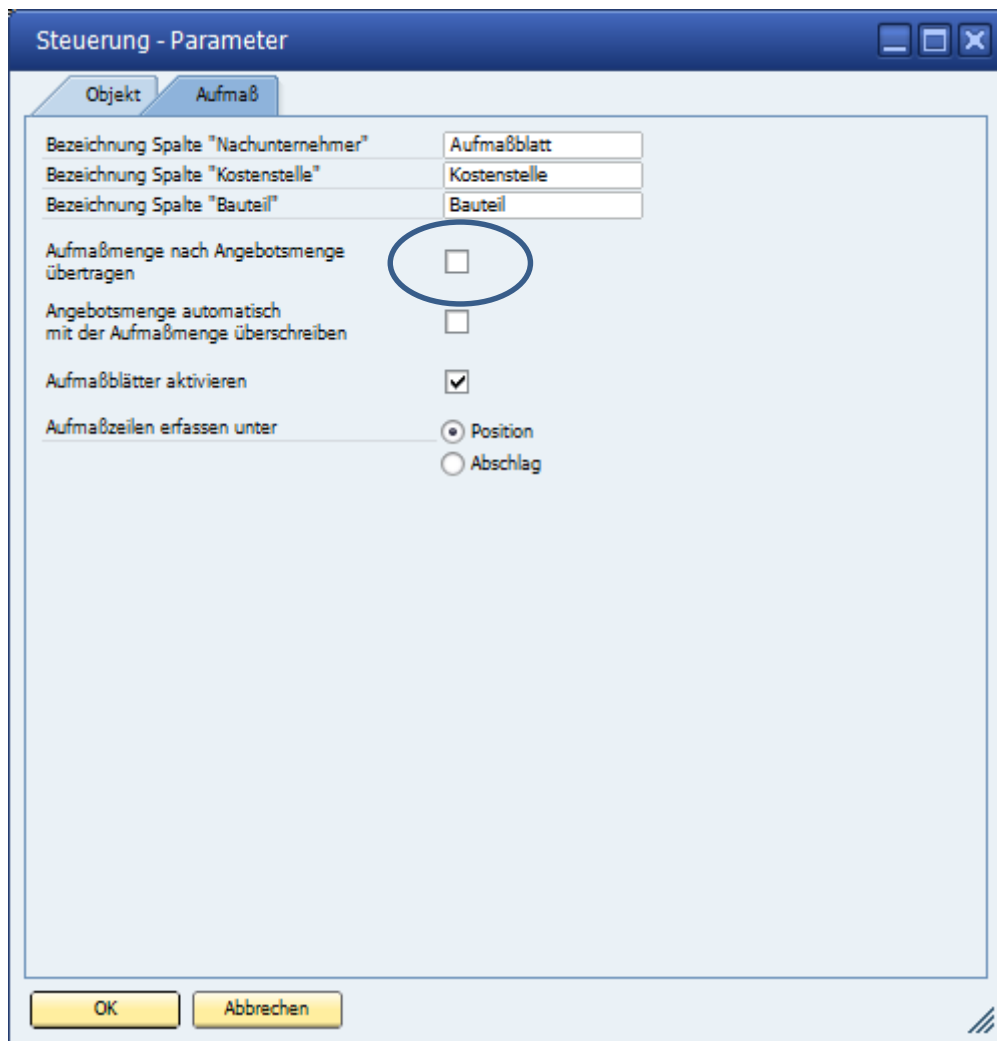 Steuerung - Parameter
Objekt Aufmaß
Bezeichnung Spalte "Nachunternehmer" Aufmaßblatt
Bezeichnung Spalte "Kostenstelle" Kostenstelle
Bezeichnung Spalte "Bauteil" Bauteil
Aufmaßmenge nach Angebotsmenge
übertragen
Angebotsmenge automatisch
mit der Aufmaßmenge überschreiben
Aufmaßblätter aktivieren
Aufmaßzeilen erfassen unter Position
Abschlag
OK Abbrechen